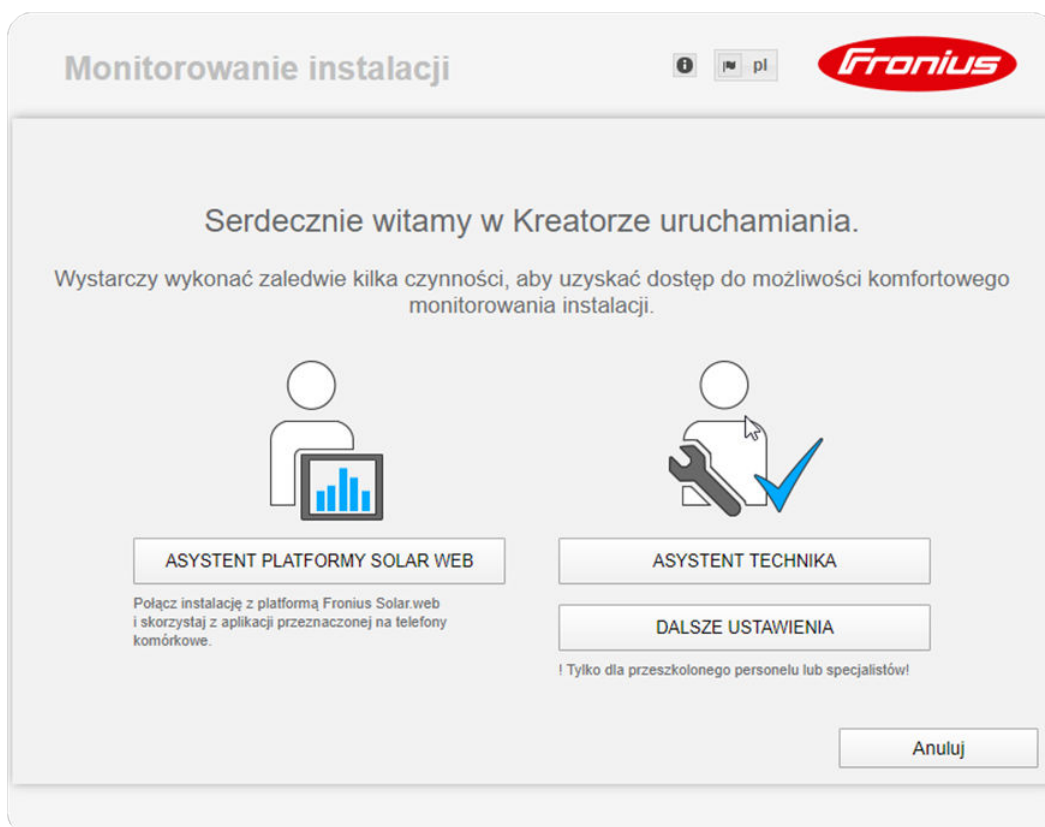 Monitorowanie instalacji
pl
Fronius
Serdecznie witamy w Kreatorze uruchamiania.
Wystarczy wykonać zaledwie kilka czynności, aby uzyskać dostęp do możliwości komfortowego
monitorowania instalacji.
ASYSTENT PLATFORMY SOLAR WEB
Połącz instalację z platformą Fronius Solar.web
i skorzystaj z aplikacji przeznaczonej na telefony
komórkowe.
ASYSTENT TECHNIKA
DALSZE USTAWIENIA
! Tylko dla przeszkolonego personelu lub specjalistów!
Anuluj